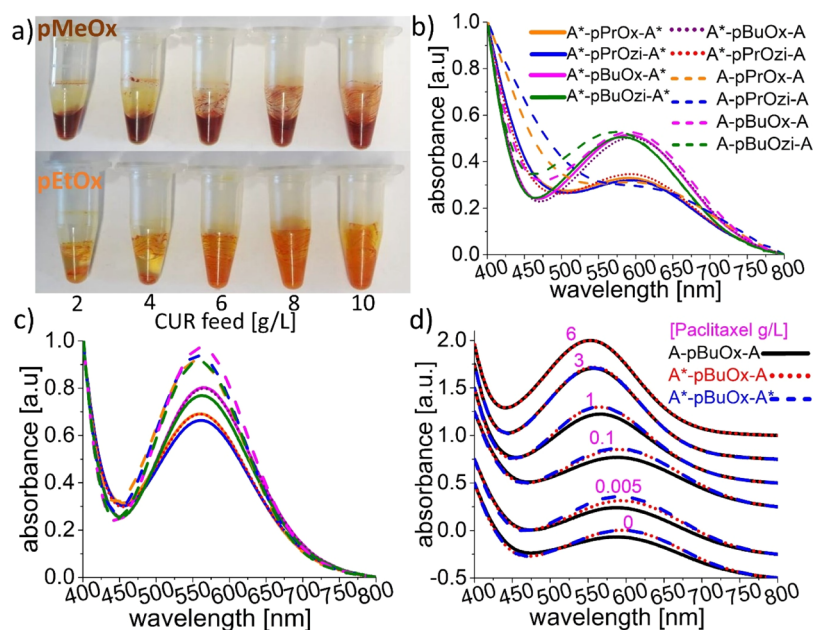 a)
pMeOx
pEtOx
2 4 6 8 10
CUR feed [g/L]
b)
A*-pPrOx-A*
A*-pPrOzi-A*
A*-pBuOx-A*
A*-pBuOzi-A*
A*-pBuOx-A
A*-pPrOzi-A
A-pPrOx-A
A-pPrOzi-A
A-pBuOx-A
A-pBuOzi-A
absorbance [a.u]
1.0
0.8
0.6
0.4
0.2
0.0
400 450 500 550 600 650 700 750 800
wavelength [nm]
c)
absorbance [a.u]
1.0
0.8
0.6
0.4
0.2
0.0
400 450 500 550 600 650 700 750 800
wavelength [nm]
d)
[Paclitaxel g/L]
A-pBuOx-A
A*-pBuOx-A
A*-pBuOx-A*
6
3
1
0.1
0.005
0
absorbance [a.u.]
2.0
1.5
1.0
0.5
0.0
-0.5
400 450 500 550 600 650 700 750 800
wavelength [nm]